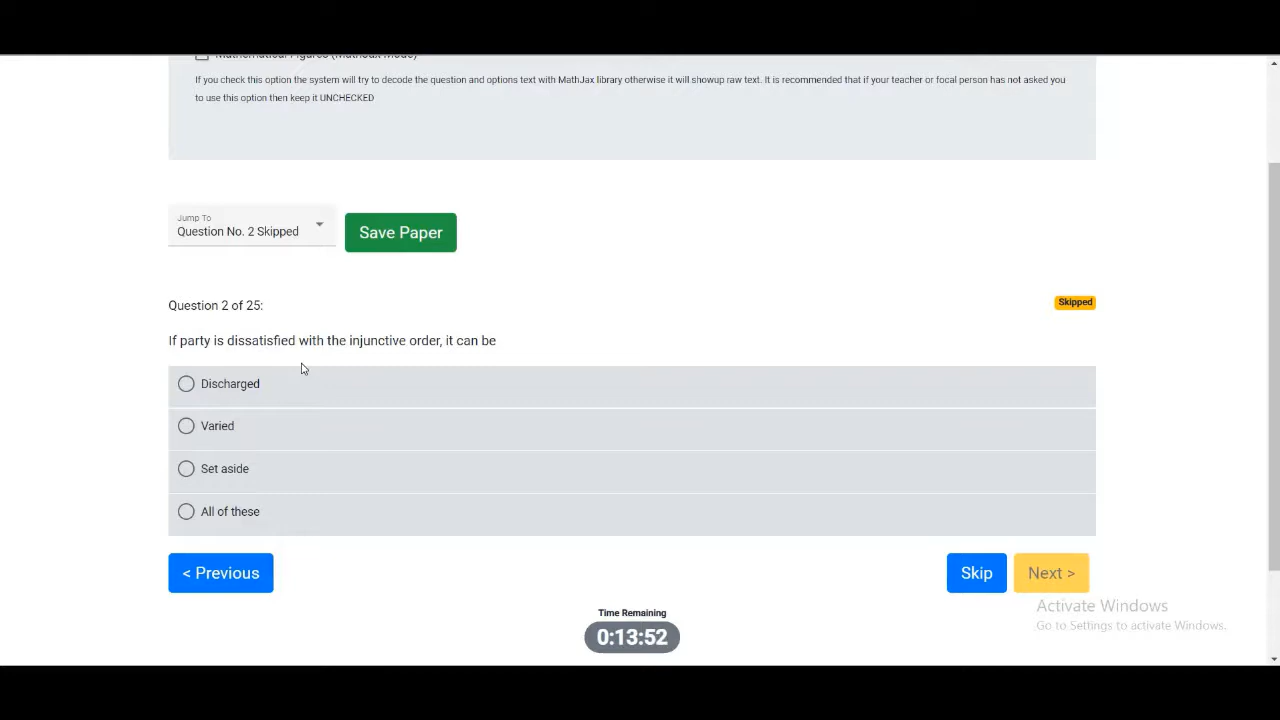 Mathematical Figures (MathJax Mode)
If you check this option the system will try to decode the question and options text with MathJax library otherwise it will showup raw text. It is recommended that if your teacher or focal person has not asked you
to use this option then keep it UNCHECKED
Jump To
Question No. 2 Skipped
Save Paper
Question 2 of 25:
Skipped
If party is dissatisfied with the injunctive order, it can be
Discharged
Varied
Set aside
All of these
< Previous
Skip
Next >
Time Remaining
0:13:52
Activate Windows
Go to Settings to activate Windows.